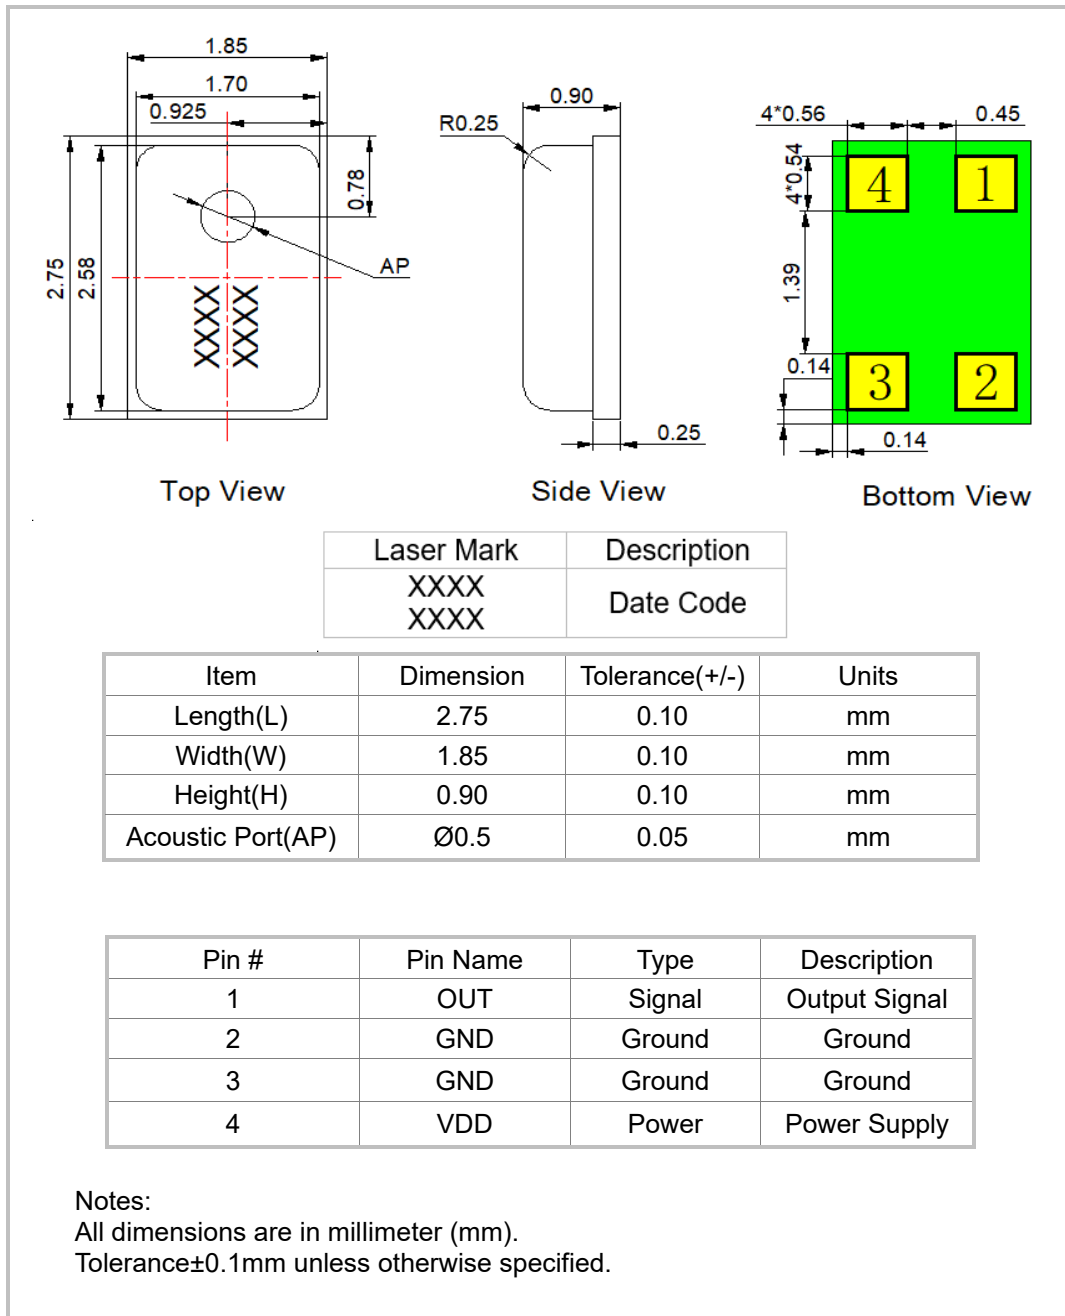 1.85
1.70
0.925
0.78
2.75
2.58
AP
XXXX
XXXX
Top View
0.90
R0.25
0.25
Side View
4*0.56
0.45
4*0.54
4
1
1.39
0.14
3
2
0.14
Bottom View
Laser Mark Description
XXXX
XXXX
Date Code
Item Dimension Tolerance(+/-) Units
Length(L) 2.75 0.10 mm
Width(W) 1.85 0.10 mm
Height(H) 0.90 0.10 mm
Acoustic Port(AP) Ø0.5 0.05 mm
Pin # Pin Name Type Description
1 OUT Signal Output Signal
2 GND Ground Ground
3 GND Ground Ground
4 VDD Power Power Supply
Notes:
All dimensions are in millimeter (mm).
Tolerance±0.1mm unless otherwise specified.